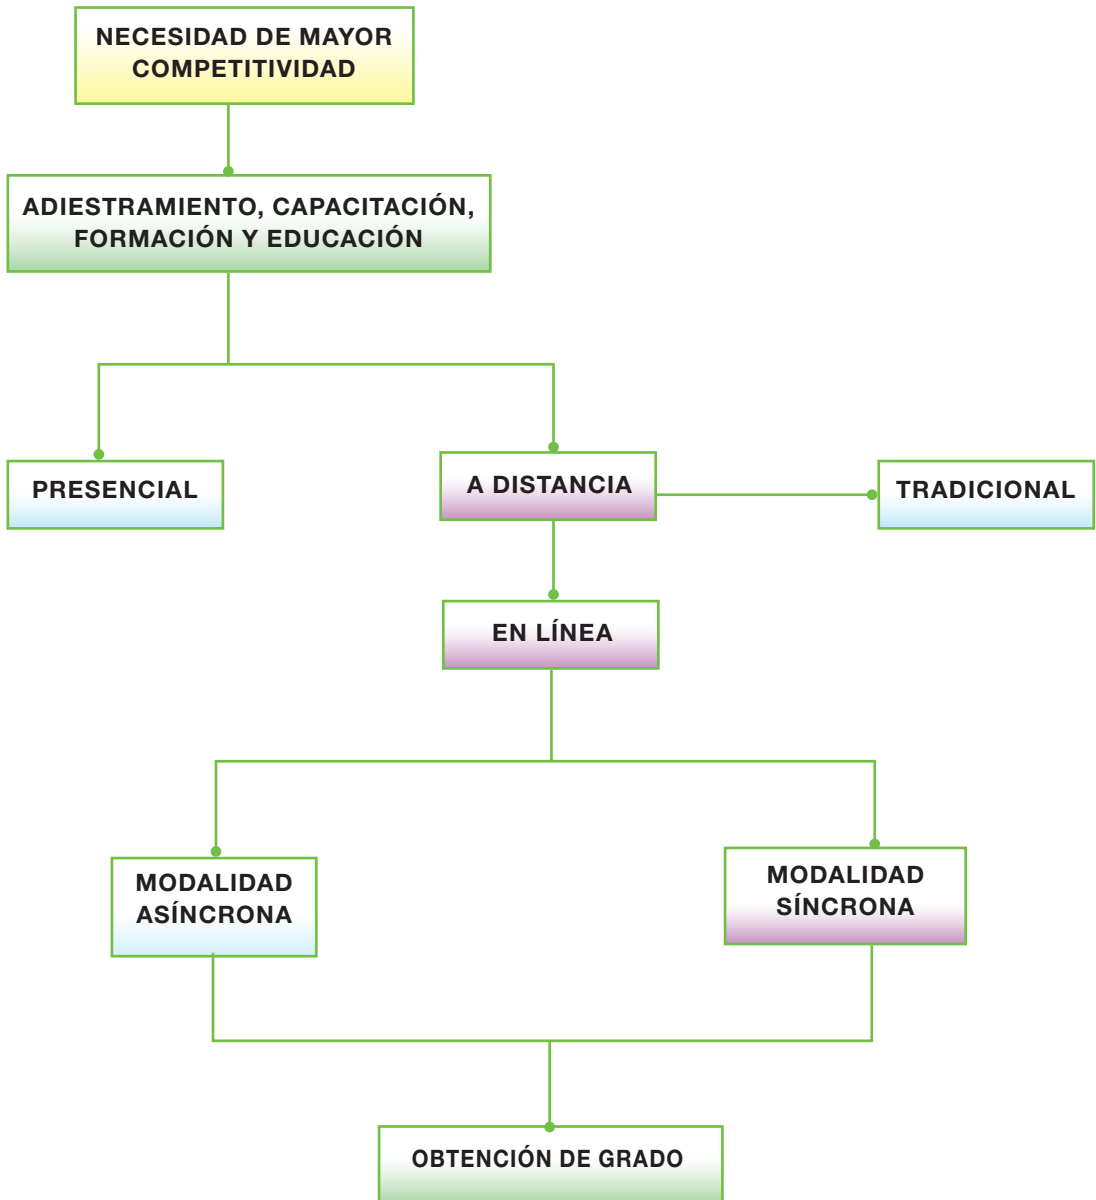 NECESIDAD DE MAYOR
COMPETITIVIDAD
ADIESTRAMIENTO, CAPACITACIÓN,
FORMACIÓN Y EDUCACIÓN
PRESENCIAL
A DISTANCIA
TRADICIONAL
EN LÍNEA
MODALIDAD
ASÍNCRONA
MODALIDAD
SÍNCRONA
OBTENCIÓN DE GRADO